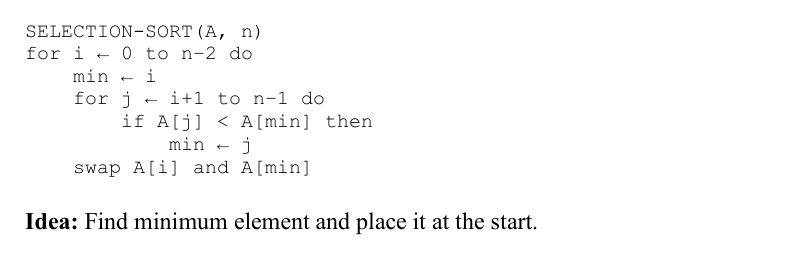 SELECTION-SORT(A, n)
for i ← 0 to n-2 do
    min ← i
    for j ← i+1 to n-1 do
        if A[j] < A[min] then
            min ← j
    swap A[i] and A[min]
Idea: Find minimum element and place it at the start.